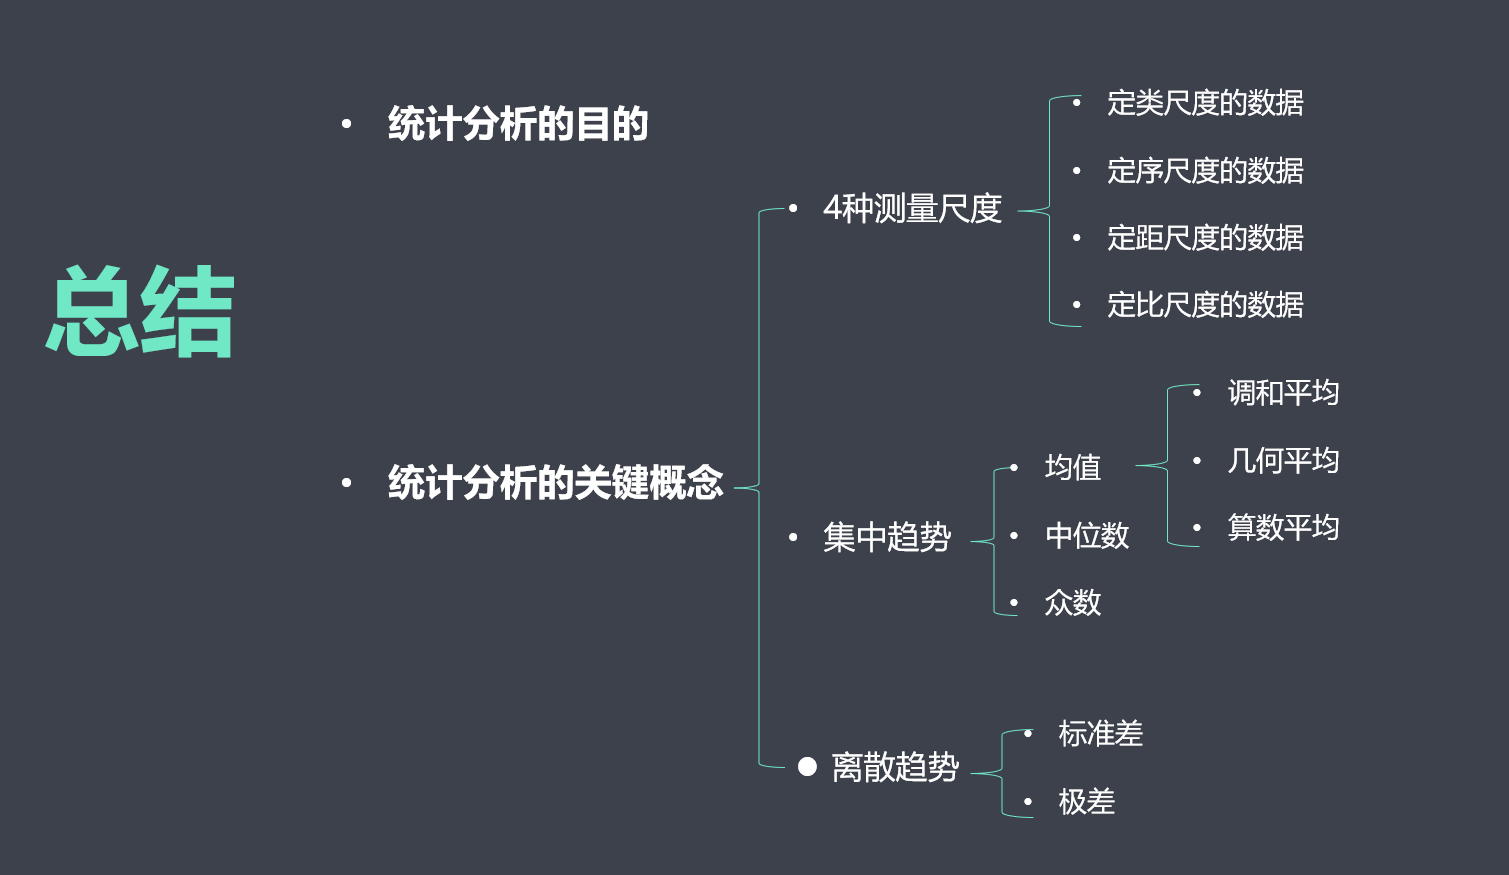 总结
统计分析的目的
统计分析的关键概念
4种测量尺度
定类尺度的数据
定序尺度的数据
定距尺度的数据
定比尺度的数据
集中趋势
均值
调和平均
几何平均
算数平均
中位数
众数
离散趋势
标准差
极差